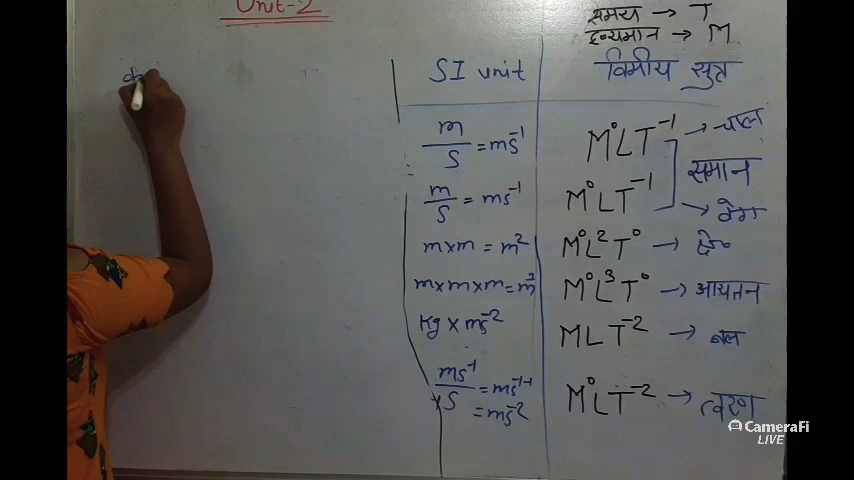 Unit-2
समय → T
द्रव्यमान → M
SI unit विमीय सुत्र
m/s = ms⁻¹ M⁰LT⁻¹ → चाल
समान
m/s = ms⁻¹ M⁰LT⁻¹ → वेग
m×m = m² M⁰L²T⁰ → क्षे०
m×m×m = m³ M⁰L³T⁰ → आयतन
Kg × ms⁻² MLT⁻² → बल
ms⁻¹/s = ms⁻¹⁻¹ M⁰LT⁻² → त्वरण
= ms⁻²
CameraFi
LIVE